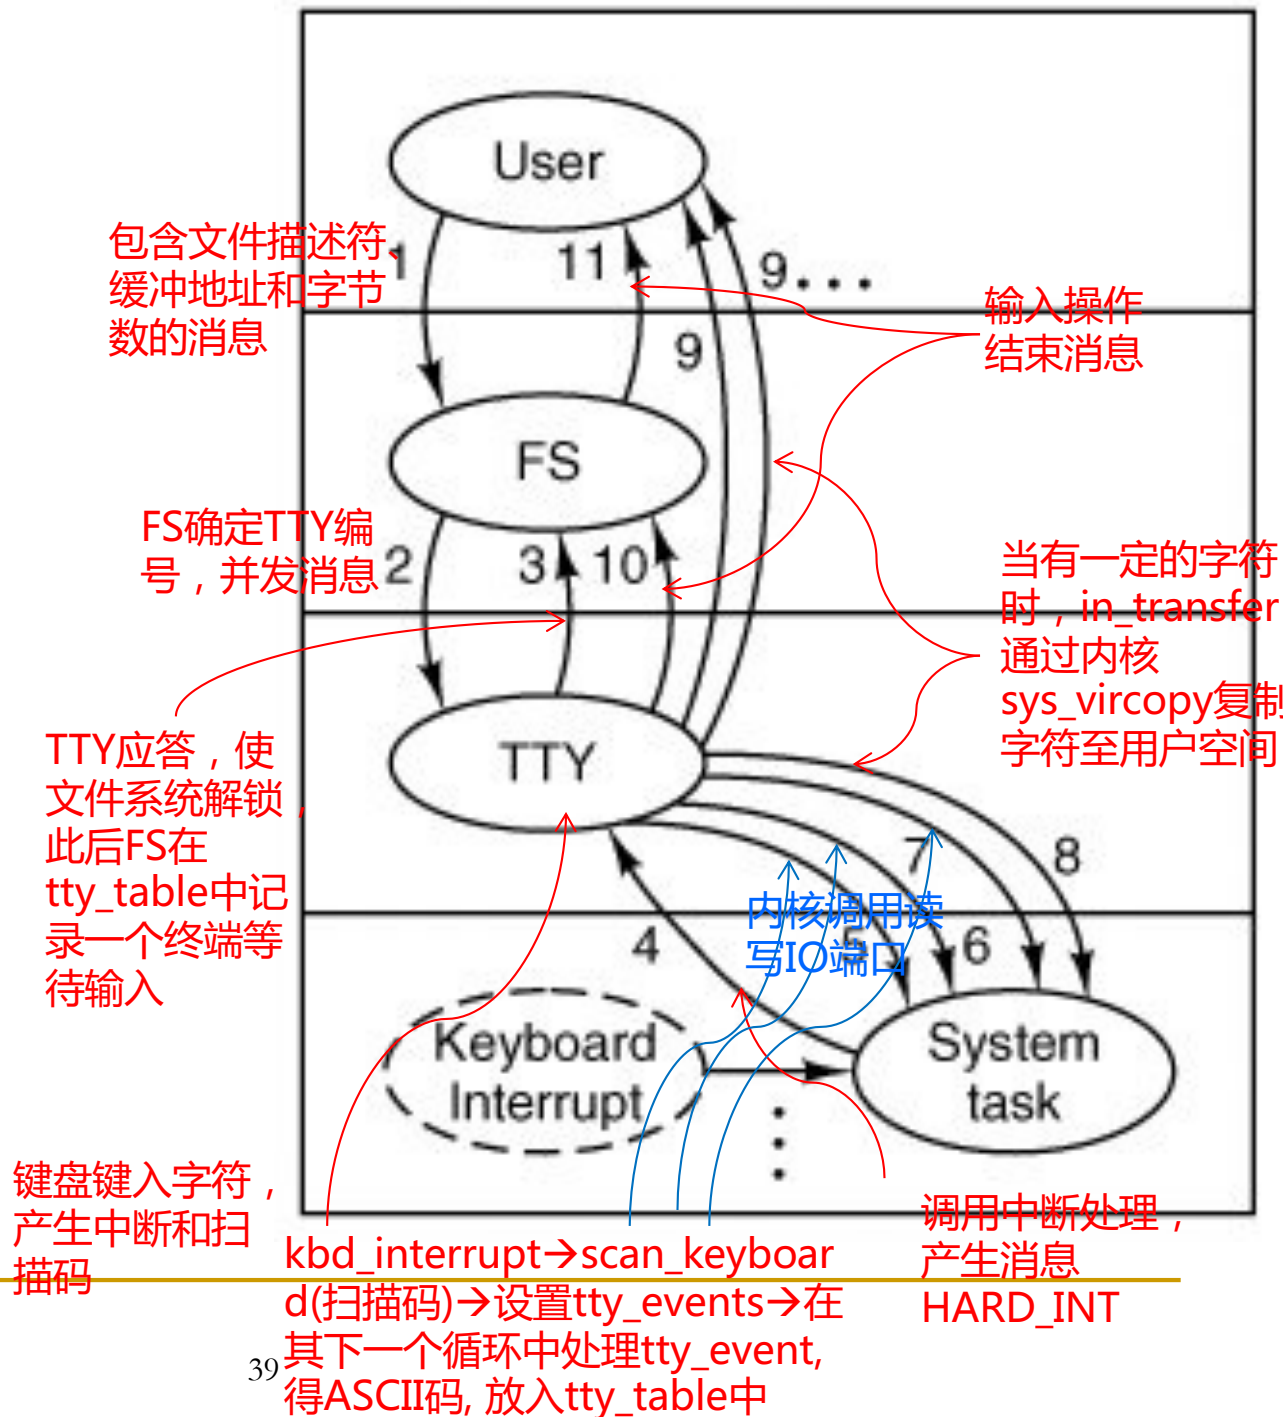 User
包含文件描述符、
缓冲地址和字节
数的消息
1
11
9...
输入操作
结束消息
9
FS
FS确定TTY编
号，并发消息
2
3
10
当有一定的字符
时，in_transfer
通过内核
sys_vircopy复制
字符至用户空间
TTY
TTY应答，使
文件系统解锁，
此后FS在
tty_table中记
录一个终端等
待输入
7
8
内核调用读
写IO端口
4
5
6
Keyboard
Interrupt
System
task
键盘键入字符，
产生中断和扫
描码
调用中断处理，
产生消息
HARD_INT
kbd_interrupt→scan_keyboar
d(扫描码)→设置tty_events→在
其下一个循环中处理tty_event,
得ASCII码, 放入tty_table中
39